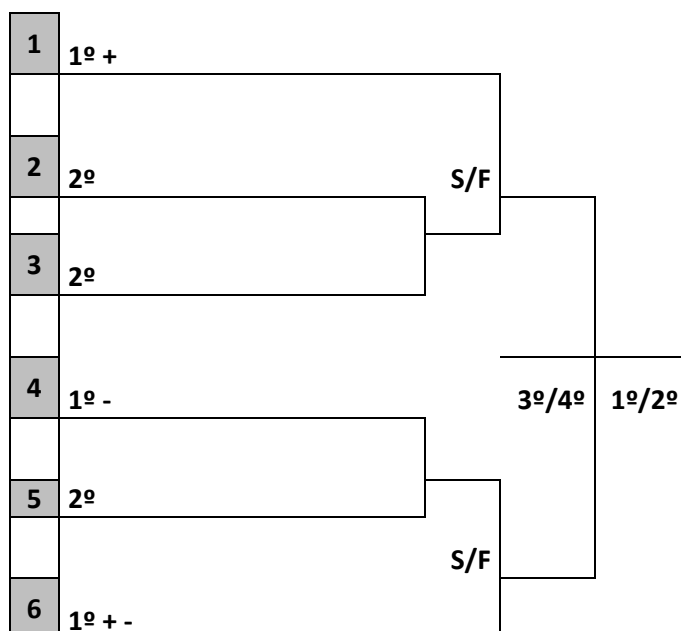 1 1º +
2 2º S/F
3 2º
4 1º - 3º/4º 1º/2º
5 2º
S/F
6 1º + -